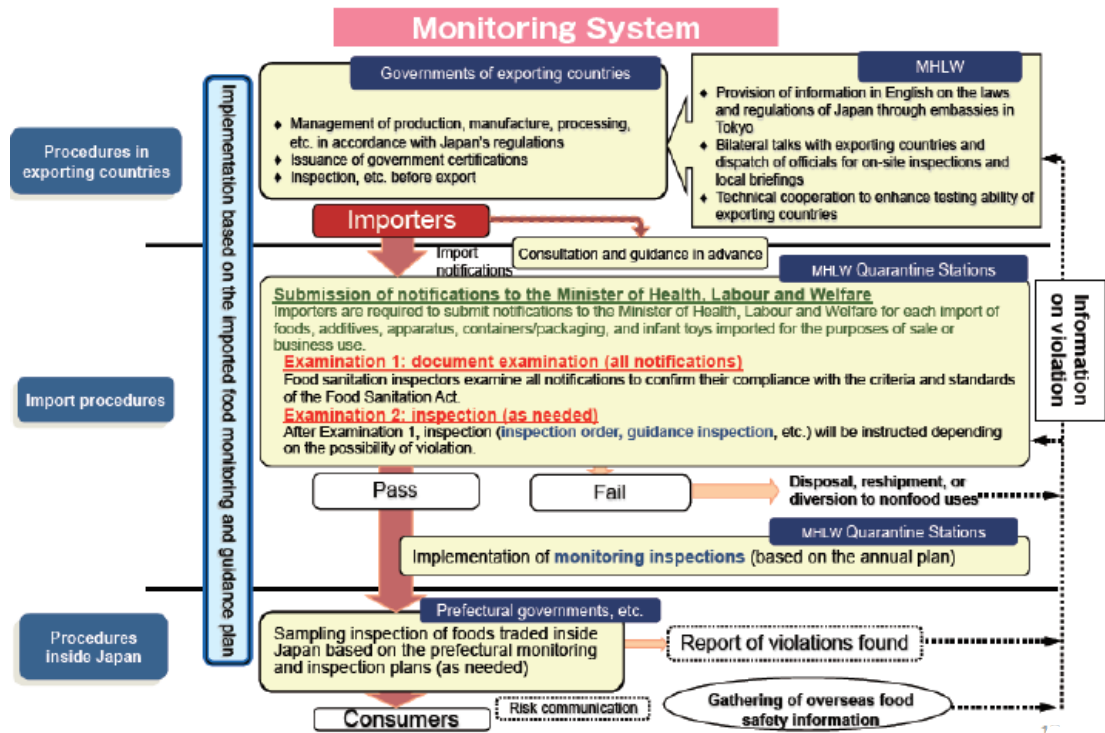 Monitoring System
Implementation based on the imported food monitoring and guidance plan
Procedures in
exporting countries
Governments of exporting countries
◆ Management of production, manufacture, processing,
etc. in accordance with Japan's regulations
◆ Issuance of government certifications
◆ Inspection, etc. before export
MHLW
◆ Provision of information in English on the laws
and regulations of Japan through embassies in
Tokyo
◆ Bilateral talks with exporting countries and
dispatch of officials for on-site inspections and
local briefings
◆ Technical cooperation to enhance testing ability of
exporting countries
Importers
Import
notifications
Consultation and guidance in advance
Import procedures
MHLW Quarantine Stations
Submission of notifications to the Minister of Health, Labour and Welfare
Importers are required to submit notifications to the Minister of Health, Labour and Welfare for each import of
foods, additives, apparatus, containers/packaging, and infant toys imported for the purposes of sale or
business use.
Examination 1: document examination (all notifications)
Food sanitation inspectors examine all notifications to confirm their compliance with the criteria and standards
of the Food Sanitation Act.
Examination 2: inspection (as needed)
After Examination 1, inspection (inspection order, guidance inspection, etc.) will be instructed depending
on the possibility of violation.
Information
on violation
Pass
Fail
Disposal, reshipment, or
diversion to nonfood uses
MHLW Quarantine Stations
Implementation of monitoring inspections (based on the annual plan)
Procedures
inside Japan
Prefectural governments, etc.
Sampling inspection of foods traded inside
Japan based on the prefectural monitoring
and inspection plans (as needed)
Report of violations found
Consumers
Risk communication
Gathering of overseas food
safety information